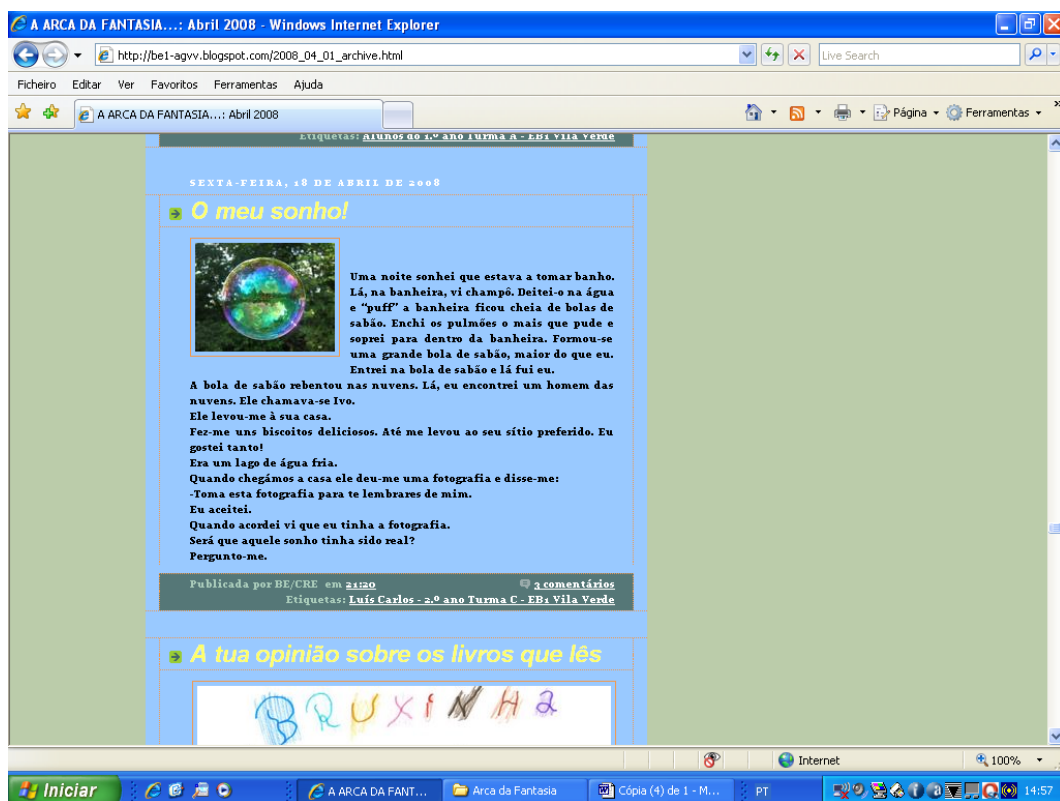 A ARCA DA FANTASIA...: Abril 2008 - Windows Internet Explorer
http://be1-agvv.blogspot.com/2008_04_01_archive.html
Live Search
Ficheiro Editar Ver Favoritos Ferramentas Ajuda
A ARCA DA FANTASIA...: Abril 2008
Página
Ferramentas
Etiquetas: Alunos do 1.º ano Turma A - EB1 Vila Verde
SEXTA-FEIRA, 18 DE ABRIL DE 2008
O meu sonho!
Uma noite sonhei que estava a tomar banho.
Lá, na banheira, vi champô. Deitei-o na água
e “puff” a banheira ficou cheia de bolas de
sabão. Enchi os pulmões o mais que pude e
soprei para dentro da banheira. Formou-se
uma grande bola de sabão, maior do que eu.
Entrei na bola de sabão e lá fui eu.
A bola de sabão rebentou nas nuvens. Lá, eu encontrei um homem das
nuvens. Ele chamava-se Ivo.
Ele levou-me à sua casa.
Fez-me uns biscoitos deliciosos. Até me levou ao seu sítio preferido. Eu
gostei tanto!
Era um lago de água fria.
Quando chegámos a casa ele deu-me uma fotografia e disse-me:
-Toma esta fotografia para te lembrares de mim.
Eu aceitei.
Quando acordei vi que eu tinha a fotografia.
Será que aquele sonho tinha sido real?
Pergunto-me.
Publicada por BE/CRE em 21:20
3 comentários
Etiquetas: Luís Carlos - 2.º ano Turma C - EB1 Vila Verde
A tua opinião sobre os livros que lês
BRUXINHA
Internet
100%
Iniciar
A ARCA DA FANT...
Arca da Fantasia
Cópia (4) de 1 - M...
PT
14:57